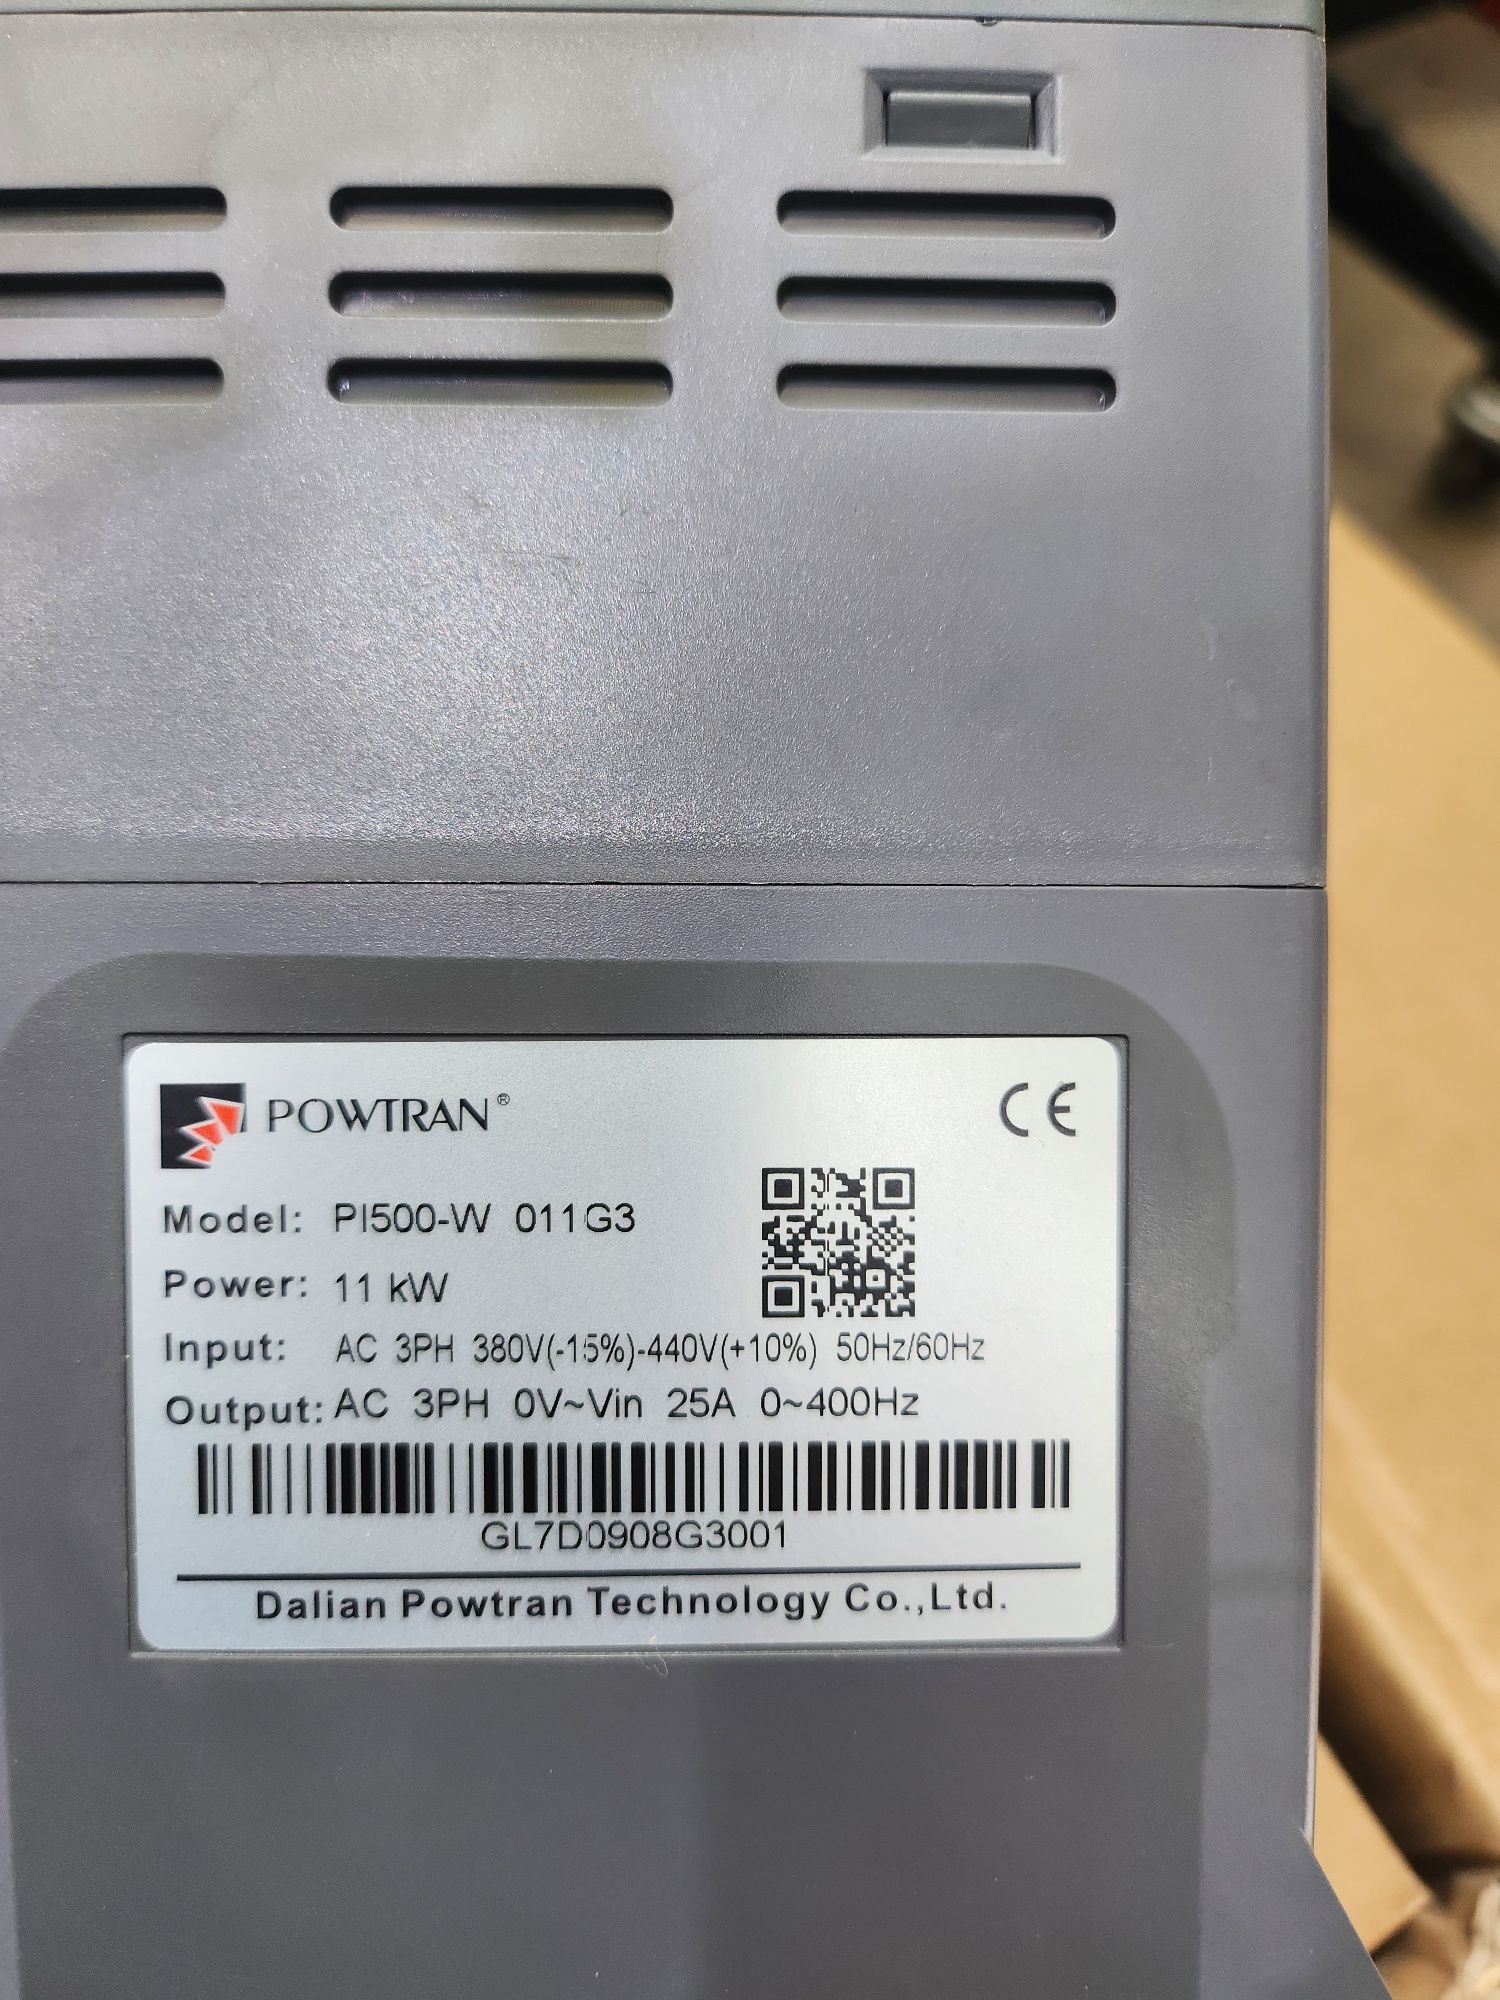 POWTRAN®
CE
Model: PI500-W 011G3
Power: 11 kW
Input: AC 3PH 380V(-15%)-440V(+10%) 50Hz/60Hz
Output: AC 3PH 0V~Vin 25A 0~400Hz
GL7D0908G3001
Dalian Powtran Technology Co.,Ltd.